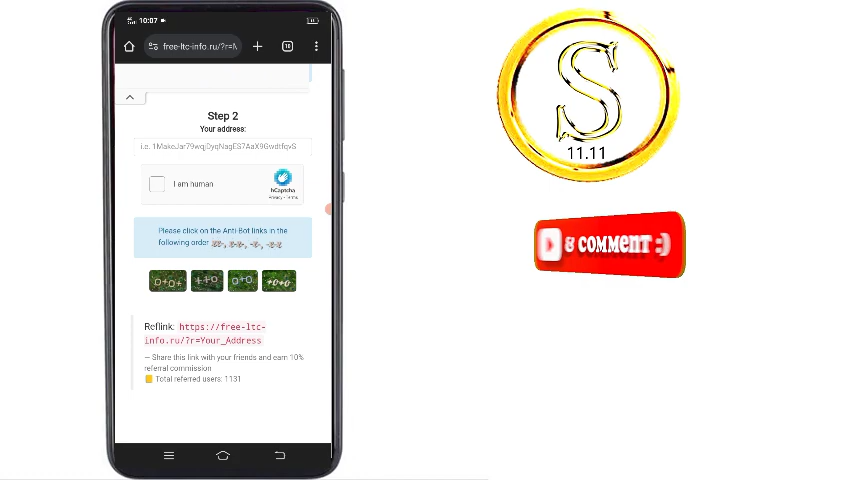 10:07
free-ltc-info.ru/?r=M
10
Step 2
Your address:
i.e. 1MakeJar79wqjDyqNagES7AaX9GwdtfqvS
I am human
hCaptcha
Privacy - Terms
Please click on the Anti-Bot links in the
following order
o+o+
++o
o+o
+o+o
Reflink: https://free-ltc-
info.ru/?r=Your_Address
— Share this link with your friends and earn 10%
referral commission
Total referred users: 1131
S
11.11
& COMMENT :)